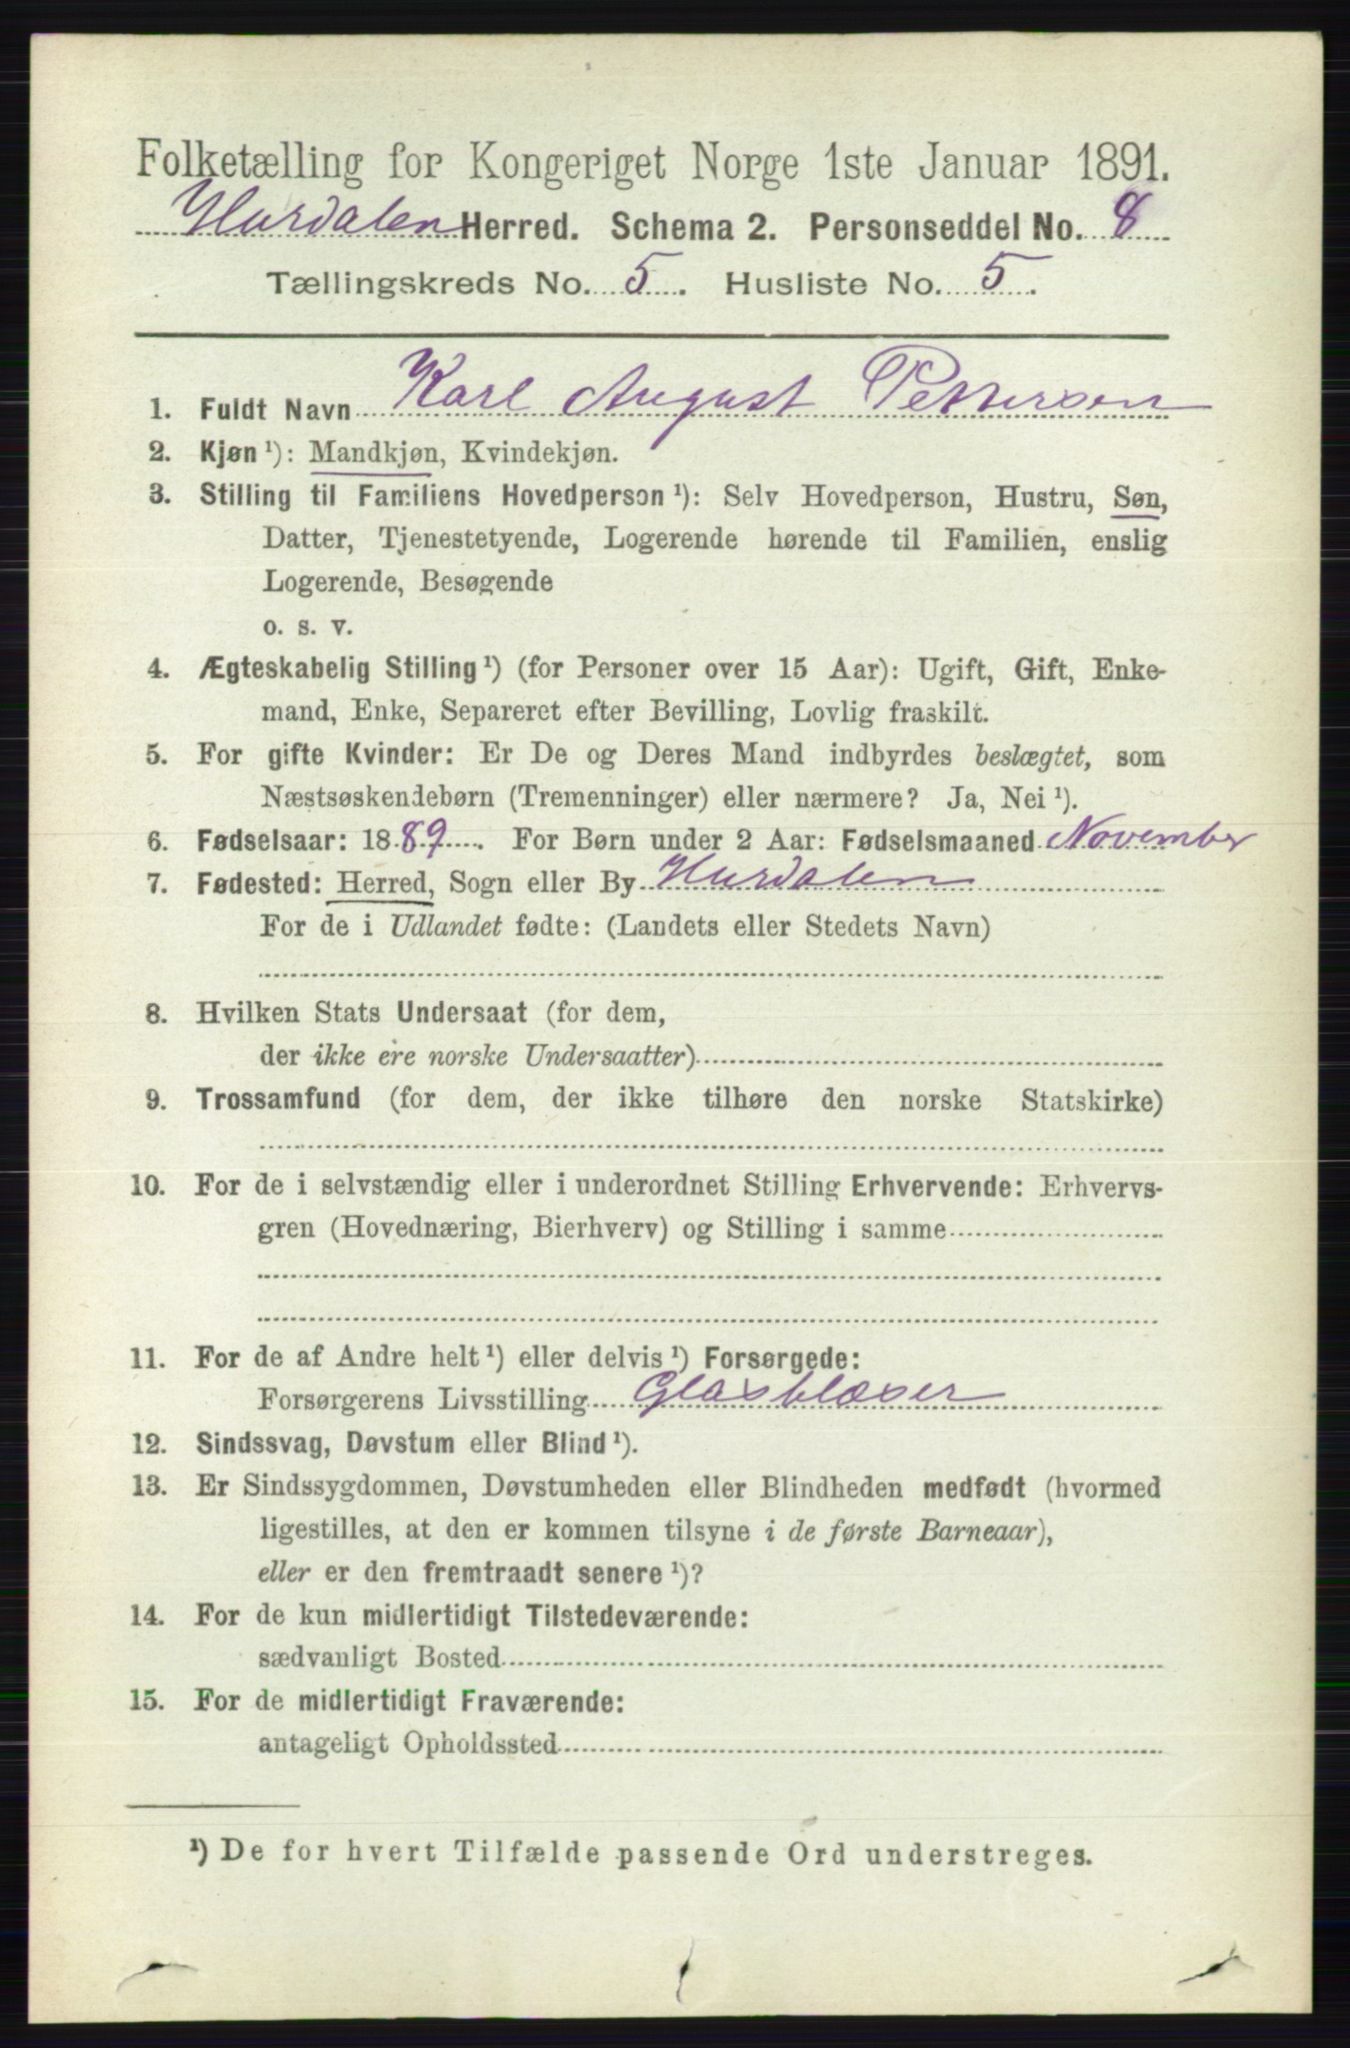 Folketælling for Kongeriget Norge 1ste Januar 1891.
Hurdalen Herred. Schema 2. Personseddel No. 8
Tællingskreds No. 5. Husliste No. 5.
1. Fuldt Navn Karl August Pettersen
2. Kjøn ¹): Mandkjøn, Kvindekjøn.
3. Stilling til Familiens Hovedperson ¹): Selv Hovedperson, Hustru, Søn,
Datter, Tjenestetyende, Logerende hørende til Familien, enslig
Logerende, Besøgende
o. s. v.
4. Ægteskabelig Stilling ¹) (for Personer over 15 Aar): Ugift, Gift, Enke-
mand, Enke, Separeret efter Bevilling, Lovlig fraskilt.
5. For gifte Kvinder: Er De og Deres Mand indbyrdes beslægtet, som
Næstsøskendebørn (Tremenninger) eller nærmere? Ja, Nei ¹).
6. Fødselsaar: 1889. For Børn under 2 Aar: Fødselsmaaned November
7. Fødested: Herred, Sogn eller By Hurdalen
For de i Udlandet fødte: (Landets eller Stedets Navn)
8. Hvilken Stats Undersaat (for dem,
der ikke ere norske Undersaatter)
9. Trossamfund (for dem, der ikke tilhøre den norske Statskirke)
10. For de i selvstændig eller i underordnet Stilling Erhvervende: Erhvervs-
gren (Hovednæring, Bierhverv) og Stilling i samme
11. For de af Andre helt ¹) eller delvis ¹) Forsørgede:
Forsørgerens Livsstilling Glasblæser
12. Sindssvag, Døvstum eller Blind ¹).
13. Er Sindssygdommen, Døvstumheden eller Blindheden medfødt (hvormed
ligestilles, at den er kommen tilsyne i de første Barneaar),
eller er den fremtraadt senere ¹)?
14. For de kun midlertidigt Tilstedeværende:
sædvanligt Bosted
15. For de midlertidigt Fraværende:
antageligt Opholdssted
¹) De for hvert Tilfælde passende Ord understreges.